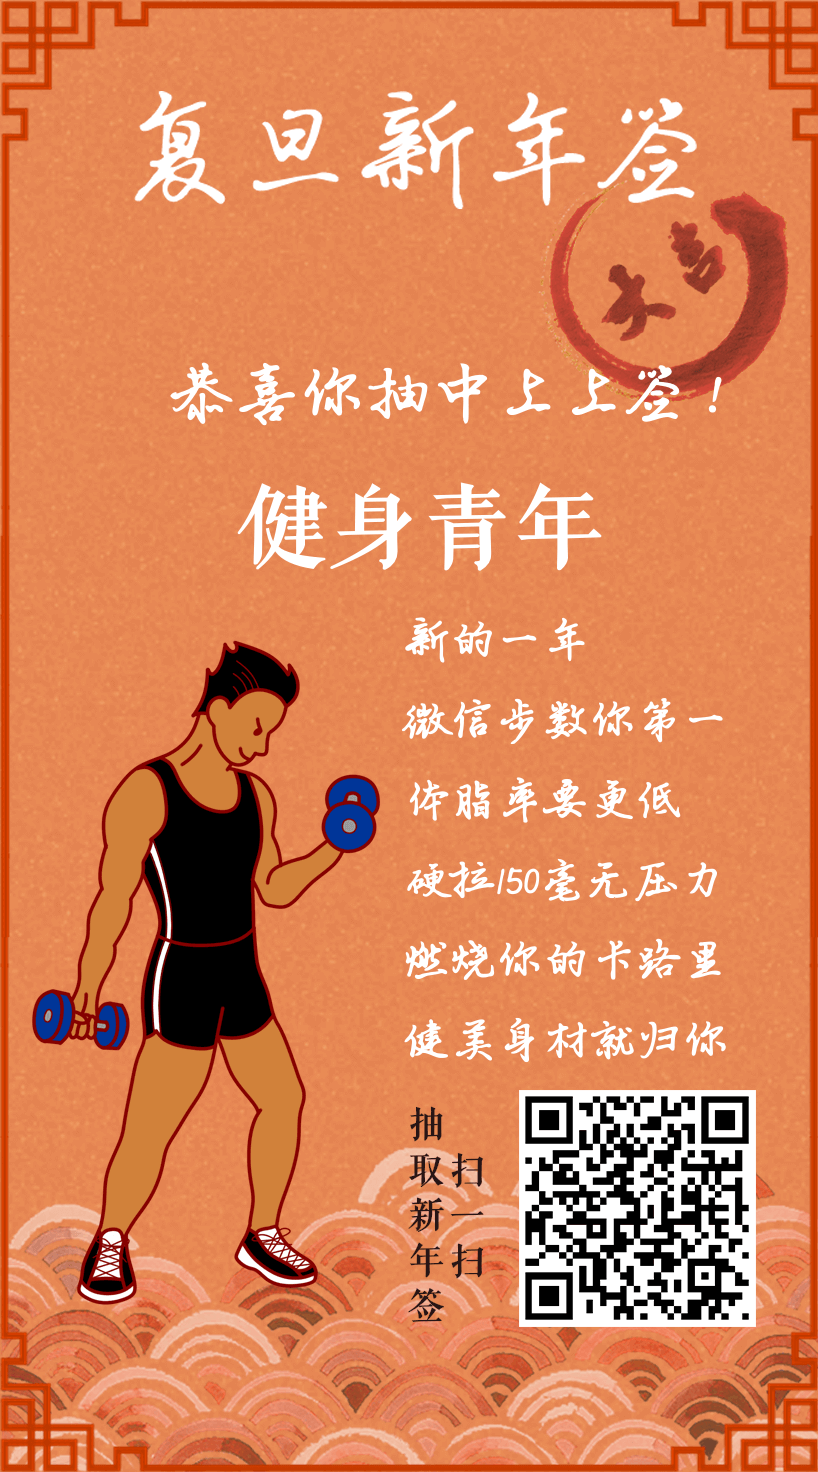 复旦新年签
大吉
恭喜你抽中上上签！
健身青年
新的一年
微信步数你第一
体脂率要更低
硬拉150毫无压力
燃烧你的卡路里
健美身材就归你
扫一扫
抽取新年签